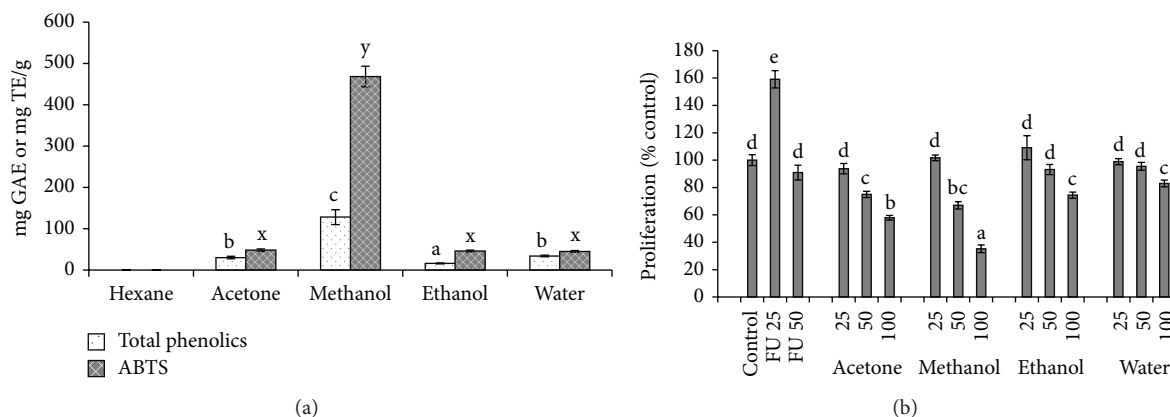 mg GAE or mg TE/g
600
500
400
300
200
100
0
b
x
c
y
a
x
b
x
Hexane
Acetone
Methanol
Ethanol
Water
Total phenolics
ABTS
(a)
Proliferation (% control)
180
160
140
120
100
80
60
40
20
0
d
e
d
d
c
b
d
bc
a
d
d
c
d
d
c
Control
FU 25
FU 50
25
50
100
25
50
100
25
50
100
25
50
100
Acetone
Methanol
Ethanol
Water
(b)